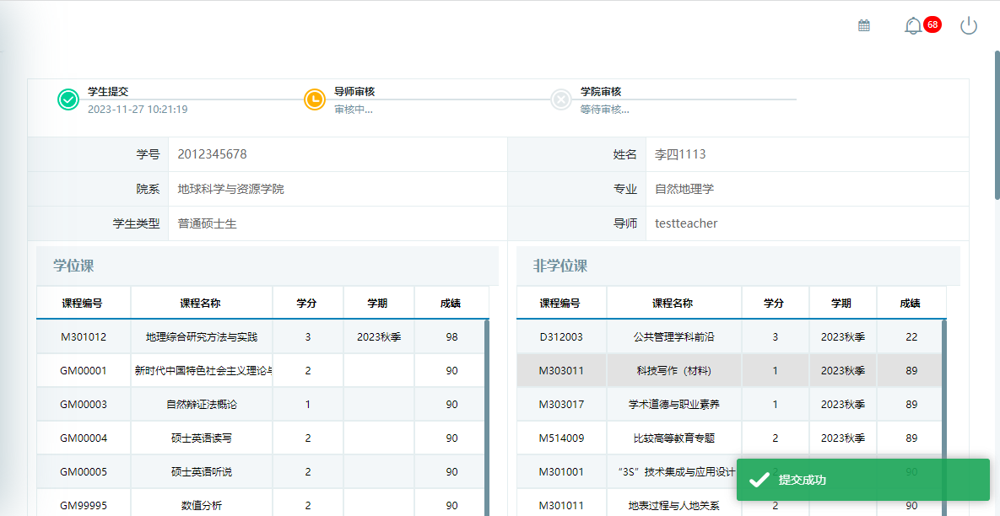 68
学生提交 导师审核 学院审核
2023-11-27 10:21:19 审核中... 等待审核...
学号 2012345678 姓名 李四1113
院系 地球科学与资源学院 专业 自然地理学
学生类型 普通硕士生 导师 testteacher
学位课
课程编号 课程名称 学分 学期 成绩
M301012 地理综合研究方法与实践 3 2023秋季 98
GM00001 新时代中国特色社会主义理论与 2 90
GM00003 自然辩证法概论 1 90
GM00004 硕士英语读写 2 90
GM00005 硕士英语听说 2 90
GM99995 数值分析 2 90
非学位课
课程编号 课程名称 学分 学期 成绩
D312003 公共管理学科前沿 3 2023秋季 22
M303011 科技写作（材料) 1 2023秋季 89
M303017 学术道德与职业素养 1 2023秋季 89
M514009 比较高等教育专题 2 2023秋季 89
M301001 “3S”技术集成与应用设计 2 90
M301011 地表过程与人地关系 2 90
提交成功